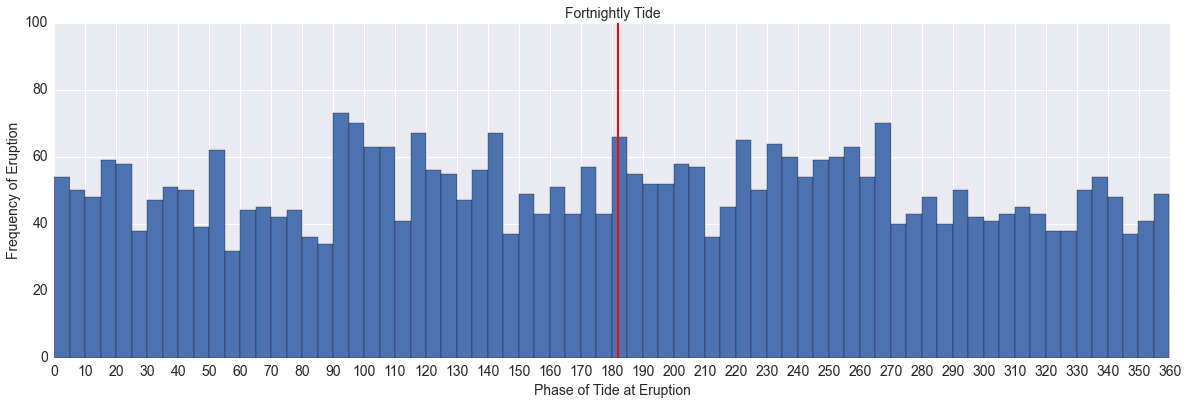 Fortnightly Tide
Frequency of Eruption
100
80
60
40
20
0
0 10 20 30 40 50 60 70 80 90 100 110 120 130 140 150 160 170 180 190 200 210 220 230 240 250 260 270 280 290 300 310 320 330 340 350 360
Phase of Tide at Eruption